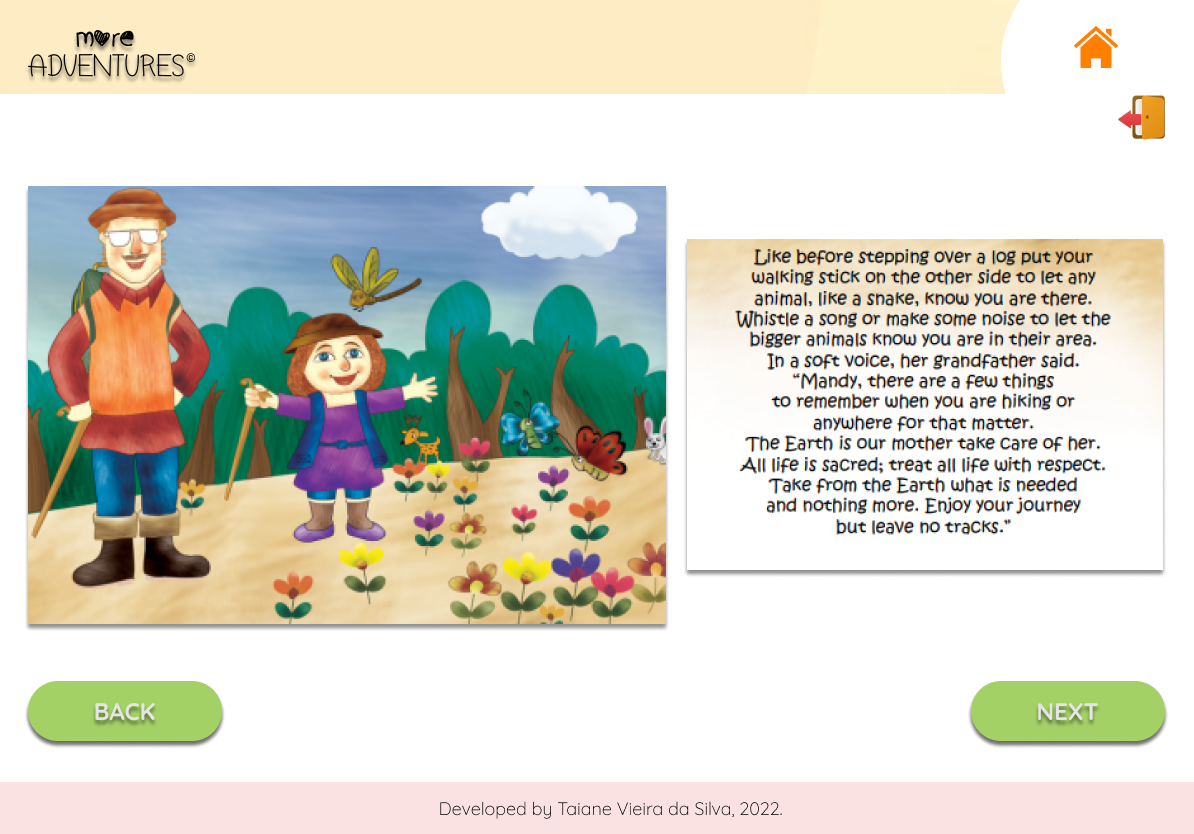 more
ADVENTURES©
Like before stepping over a log put your
walking stick on the other side to let any
animal, like a snake, know you are there.
Whistle a song or make some noise to let the
bigger animals know you are in their area.
In a soft voice, her grandfather said.
“Mandy, there are a few things
to remember when you are hiking or
anywhere for that matter.
The Earth is our mother take care of her.
All life is sacred; treat all life with respect.
Take from the Earth what is needed
and nothing more. Enjoy your journey
but leave no tracks.”
BACK
NEXT
Developed by Taiane Vieira da Silva, 2022.